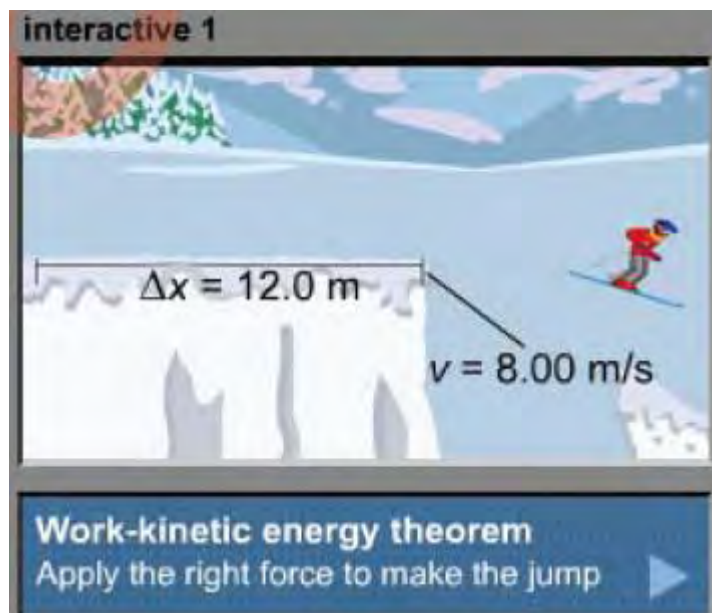 interactive 1
Δx = 12.0 m
v = 8.00 m/s
Work-kinetic energy theorem
Apply the right force to make the jump